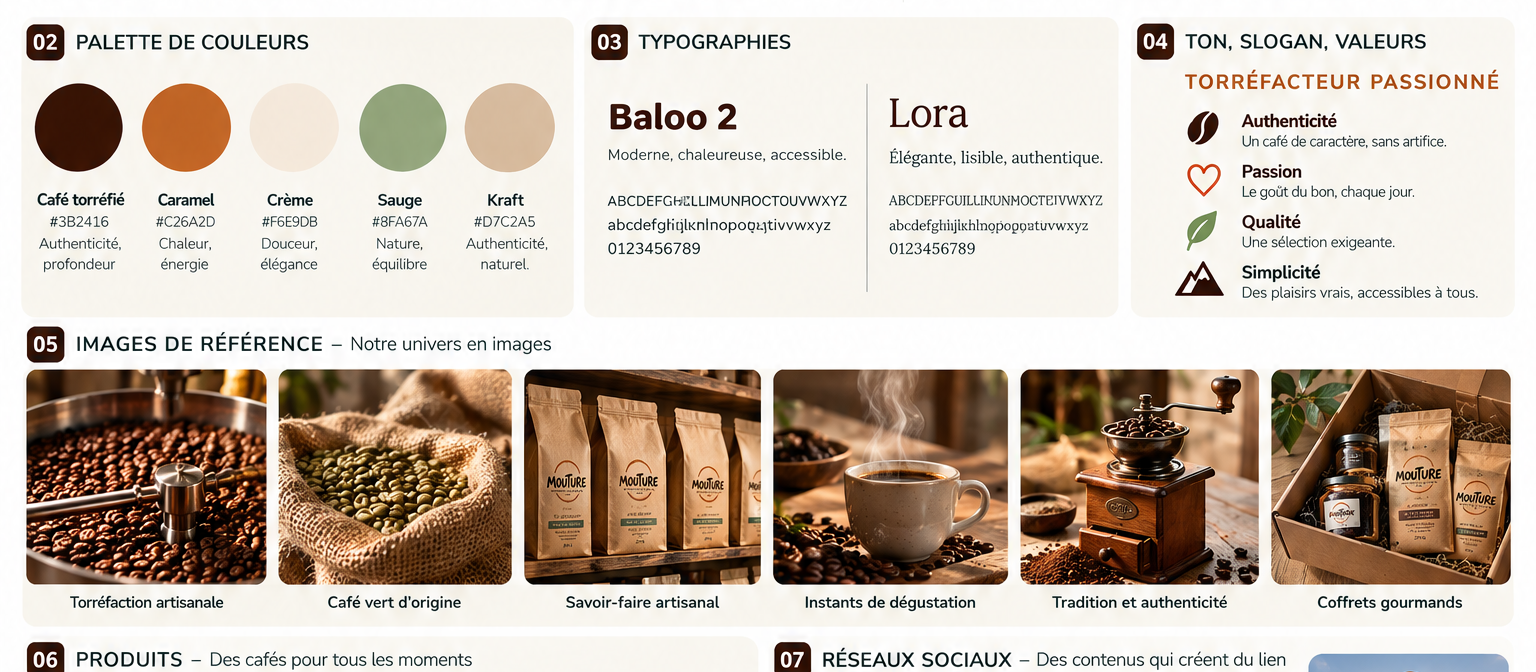 02 PALETTE DE COULEURS
Café torréfié
#3B2416
Authenticité,
profondeur
Caramel
#C26A2D
Chaleur,
énergie
Crème
#F6E9DB
Douceur,
élégance
Sauge
#8FA67A
Nature,
équilibre
Kraft
#D7C2A5
Authenticité,
naturel.
03 TYPOGRAPHIES
Baloo 2
Moderne, chaleureuse, accessible.
0123456789
Lora
Élégante, lisible, authentique.
0123456789
04 TON, SLOGAN, VALEURS
TORRÉFACTEUR PASSIONNÉ
Authenticité
Un café de caractère, sans artifice.
Passion
Le goût du bon, chaque jour.
Qualité
Une sélection exigeante.
Simplicité
Des plaisirs vrais, accessibles à tous.
05 IMAGES DE RÉFÉRENCE – Notre univers en images
MOUTURE
MOUTURE
MOUTURE
MOUTURE
MOUTURE
Torréfaction artisanale
Café vert d'origine
Savoir-faire artisanal
Instants de dégustation
Tradition et authenticité
Coffrets gourmands
06 PRODUITS – Des cafés pour tous les moments
07 RÉSEAUX SOCIAUX – Des contenus qui créent du lien